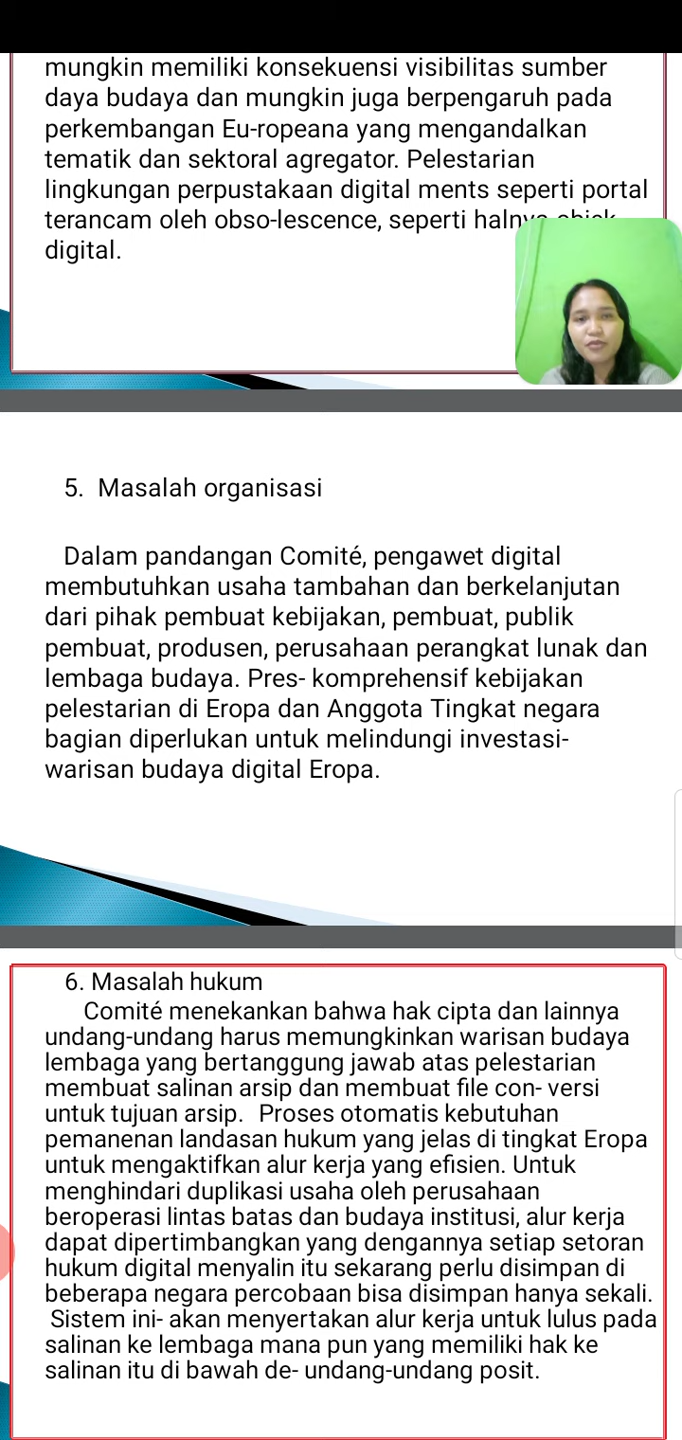 mungkin memiliki konsekuensi visibilitas sumber
daya budaya dan mungkin juga berpengaruh pada
perkembangan Eu-ropeana yang mengandalkan
tematik dan sektoral agregator. Pelestarian
lingkungan perpustakaan digital ments seperti portal
terancam oleh obso-lescence, seperti halnya objek
digital.
5. Masalah organisasi
Dalam pandangan Comité, pengawet digital
membutuhkan usaha tambahan dan berkelanjutan
dari pihak pembuat kebijakan, pembuat, publik
pembuat, produsen, perusahaan perangkat lunak dan
lembaga budaya. Pres- komprehensif kebijakan
pelestarian di Eropa dan Anggota Tingkat negara
bagian diperlukan untuk melindungi investasi-
warisan budaya digital Eropa.
6. Masalah hukum
Comité menekankan bahwa hak cipta dan lainnya
undang-undang harus memungkinkan warisan budaya
lembaga yang bertanggung jawab atas pelestarian
membuat salinan arsip dan membuat file con- versi
untuk tujuan arsip. Proses otomatis kebutuhan
pemanenan landasan hukum yang jelas di tingkat Eropa
untuk mengaktifkan alur kerja yang efisien. Untuk
menghindari duplikasi usaha oleh perusahaan
beroperasi lintas batas dan budaya institusi, alur kerja
dapat dipertimbangkan yang dengannya setiap setoran
hukum digital menyalin itu sekarang perlu disimpan di
beberapa negara percobaan bisa disimpan hanya sekali.
Sistem ini- akan menyertakan alur kerja untuk lulus pada
salinan ke lembaga mana pun yang memiliki hak ke
salinan itu di bawah de- undang-undang posit.